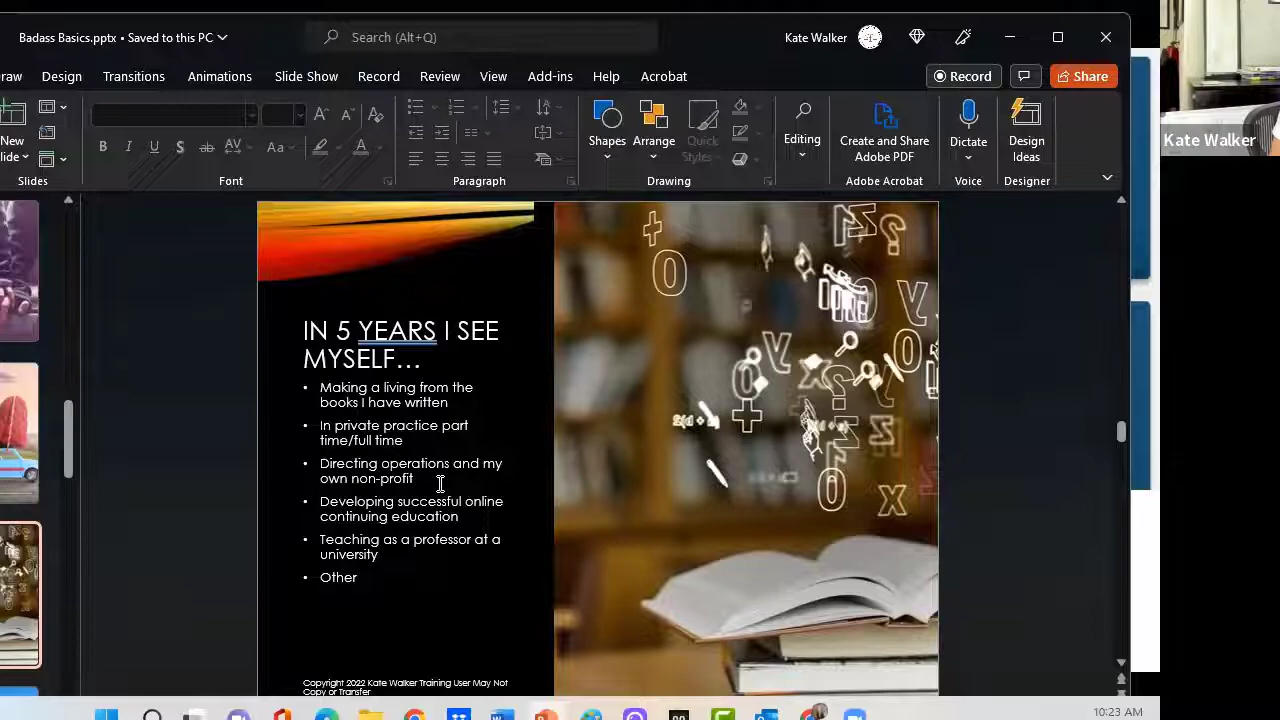 Badass Basics.pptx • Saved to this PC
Search (Alt+Q)
Kate Walker
raw
Design
Transitions
Animations
Slide Show
Record
Review
View
Add-ins
Help
Acrobat
Record
Share
New
Slides
Font
Paragraph
Shapes
Arrange
Quick
Styles
Drawing
Editing
Create and Share
Adobe PDF
Adobe Acrobat
Dictate
Voice
Design
Ideas
Designer
Kate Walker
IN 5 YEARS I SEE
MYSELF…
• Making a living from the
books I have written
• In private practice part
time/full time
• Directing operations and my
own non-profit
• Developing successful online
continuing education
• Teaching as a professor at a
university
• Other
Copyright 2022 Kate Walker Training User May Not
Copy or Transfer
10:23 AM